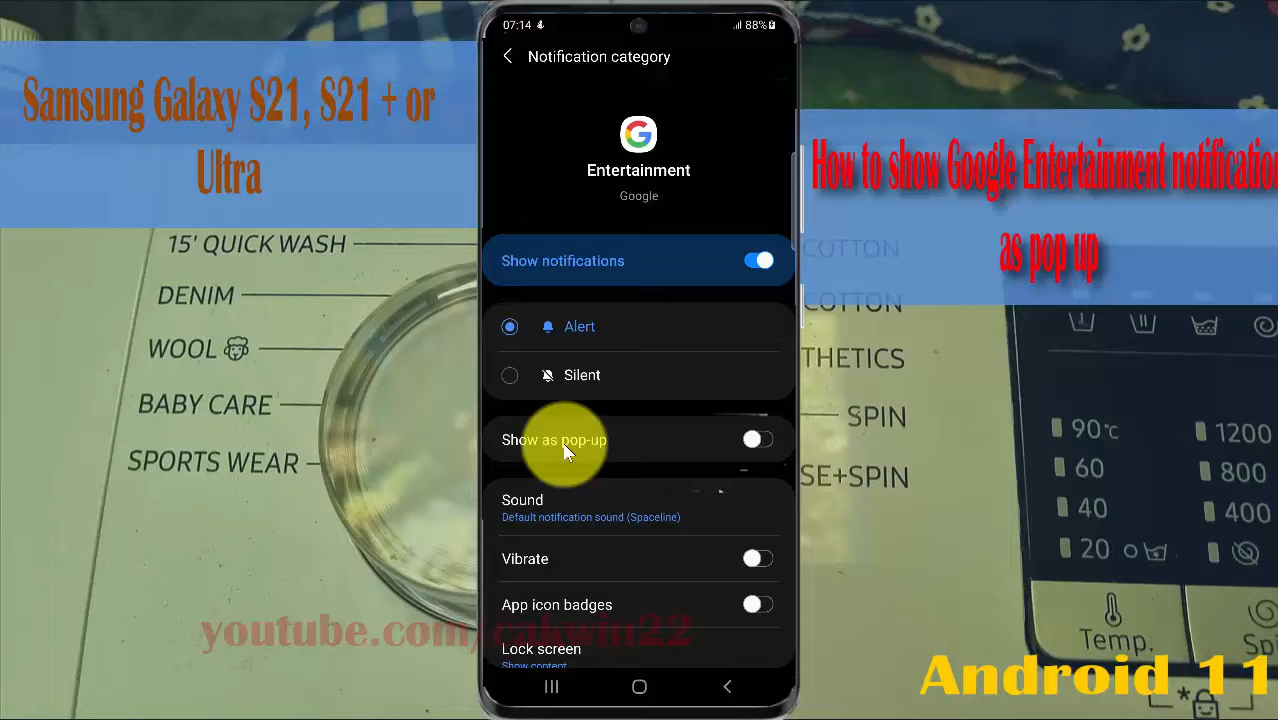 Samsung Galaxy S21, S21 + or
Ultra
07:14
88%
Notification category
Entertainment
Google
Show notifications
Alert
Silent
Show as pop-up
Sound
Default notification sound (Spaceline)
Vibrate
App icon badges
Lock screen
Show content
How to show Google Entertainment notification
as pop up
15' QUICK WASH
DENIM
WOOL
BABY CARE
SPORTS WEAR
COTTON
COTTON
THETICS
SPIN
SE+SPIN
90°c
60
40
20
1200
800
400
Temp.
youtube.com/cakwin22
Android 11